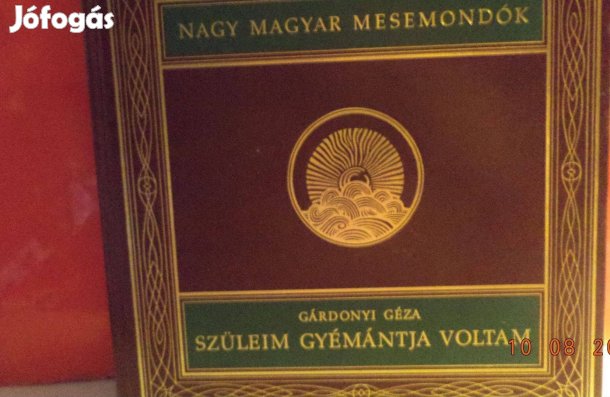 Jófogás
NAGY MAGYAR MESEMONDÓK
GÁRDONYI GÉZA
SZÜLEIM GYÉMÁNTJA VOLTAM
10 08 20